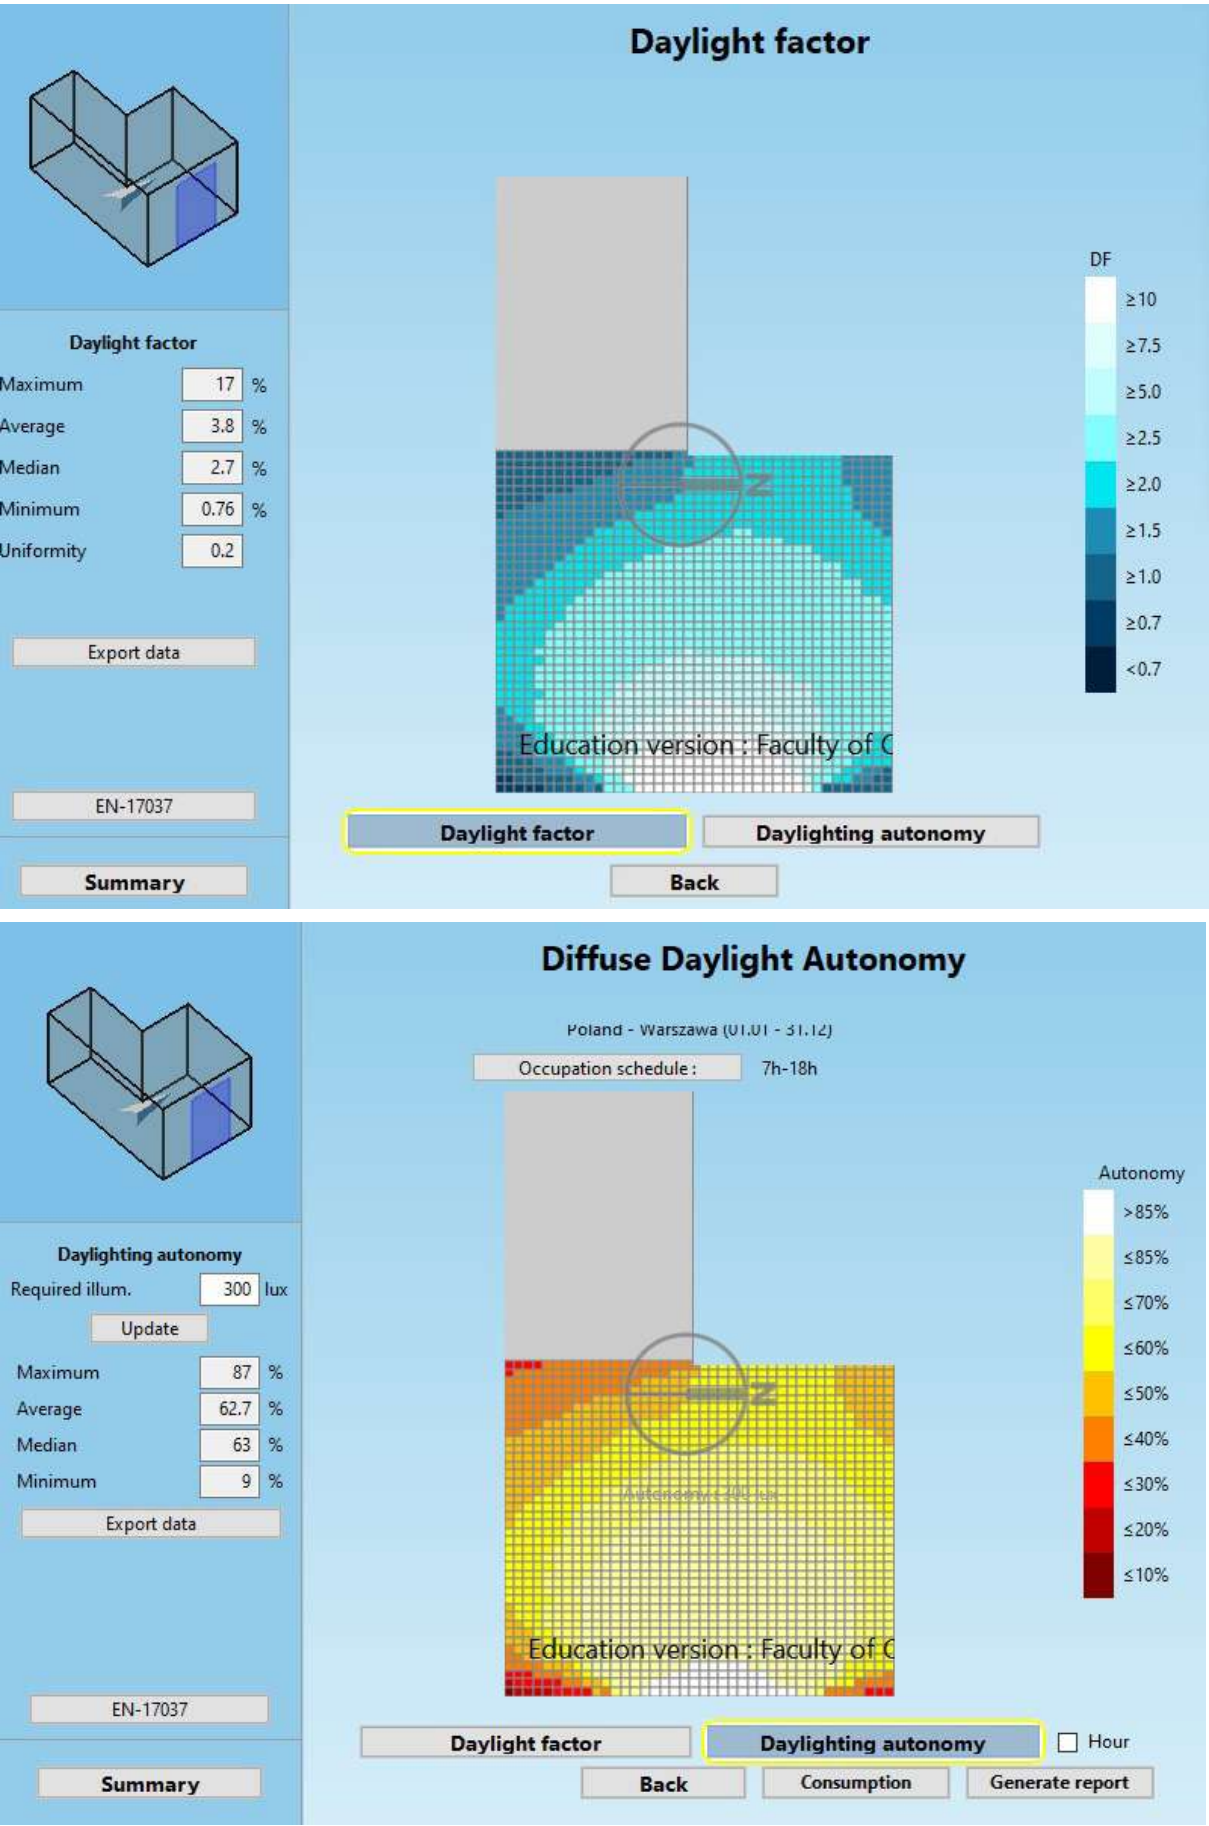 Daylight factor
DF
≥10
≥7.5
≥5.0
≥2.5
≥2.0
≥1.5
≥1.0
≥0.7
<0.7
Daylight factor
Maximum 17 %
Average 3.8 %
Median 2.7 %
Minimum 0.76 %
Uniformity 0.2
Export data
EN-17037
Summary
N
Education version : Faculty of C
Daylight factor
Daylighting autonomy
Back
Diffuse Daylight Autonomy
Poland - Warszawa (01.01 - 31.12)
Occupation schedule : 7h-18h
Autonomy
>85%
≤85%
≤70%
≤60%
≤50%
≤40%
≤30%
≤20%
≤10%
Daylighting autonomy
Required illum. 300 lux
Update
Maximum 87 %
Average 62.7 %
Median 63 %
Minimum 9 %
Export data
EN-17037
Summary
N
Autonomy : 300 lux
Education version : Faculty of C
Daylight factor
Daylighting autonomy
Hour
Back
Consumption
Generate report